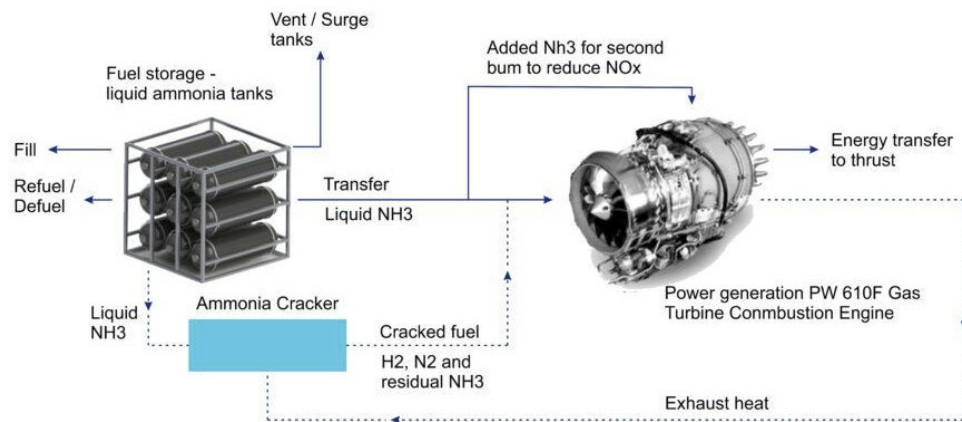 Vent / Surge
tanks
Fuel storage -
liquid ammonia tanks
Added Nh3 for second
bum to reduce NOx
Fill
Refuel /
Defuel
Transfer
Liquid NH3
Energy transfer
to thrust
Liquid
NH3
Ammonia Cracker
Cracked fuel
H2, N2 and
residual NH3
Power generation PW 610F Gas
Turbine Conmbustion Engine
Exhaust heat